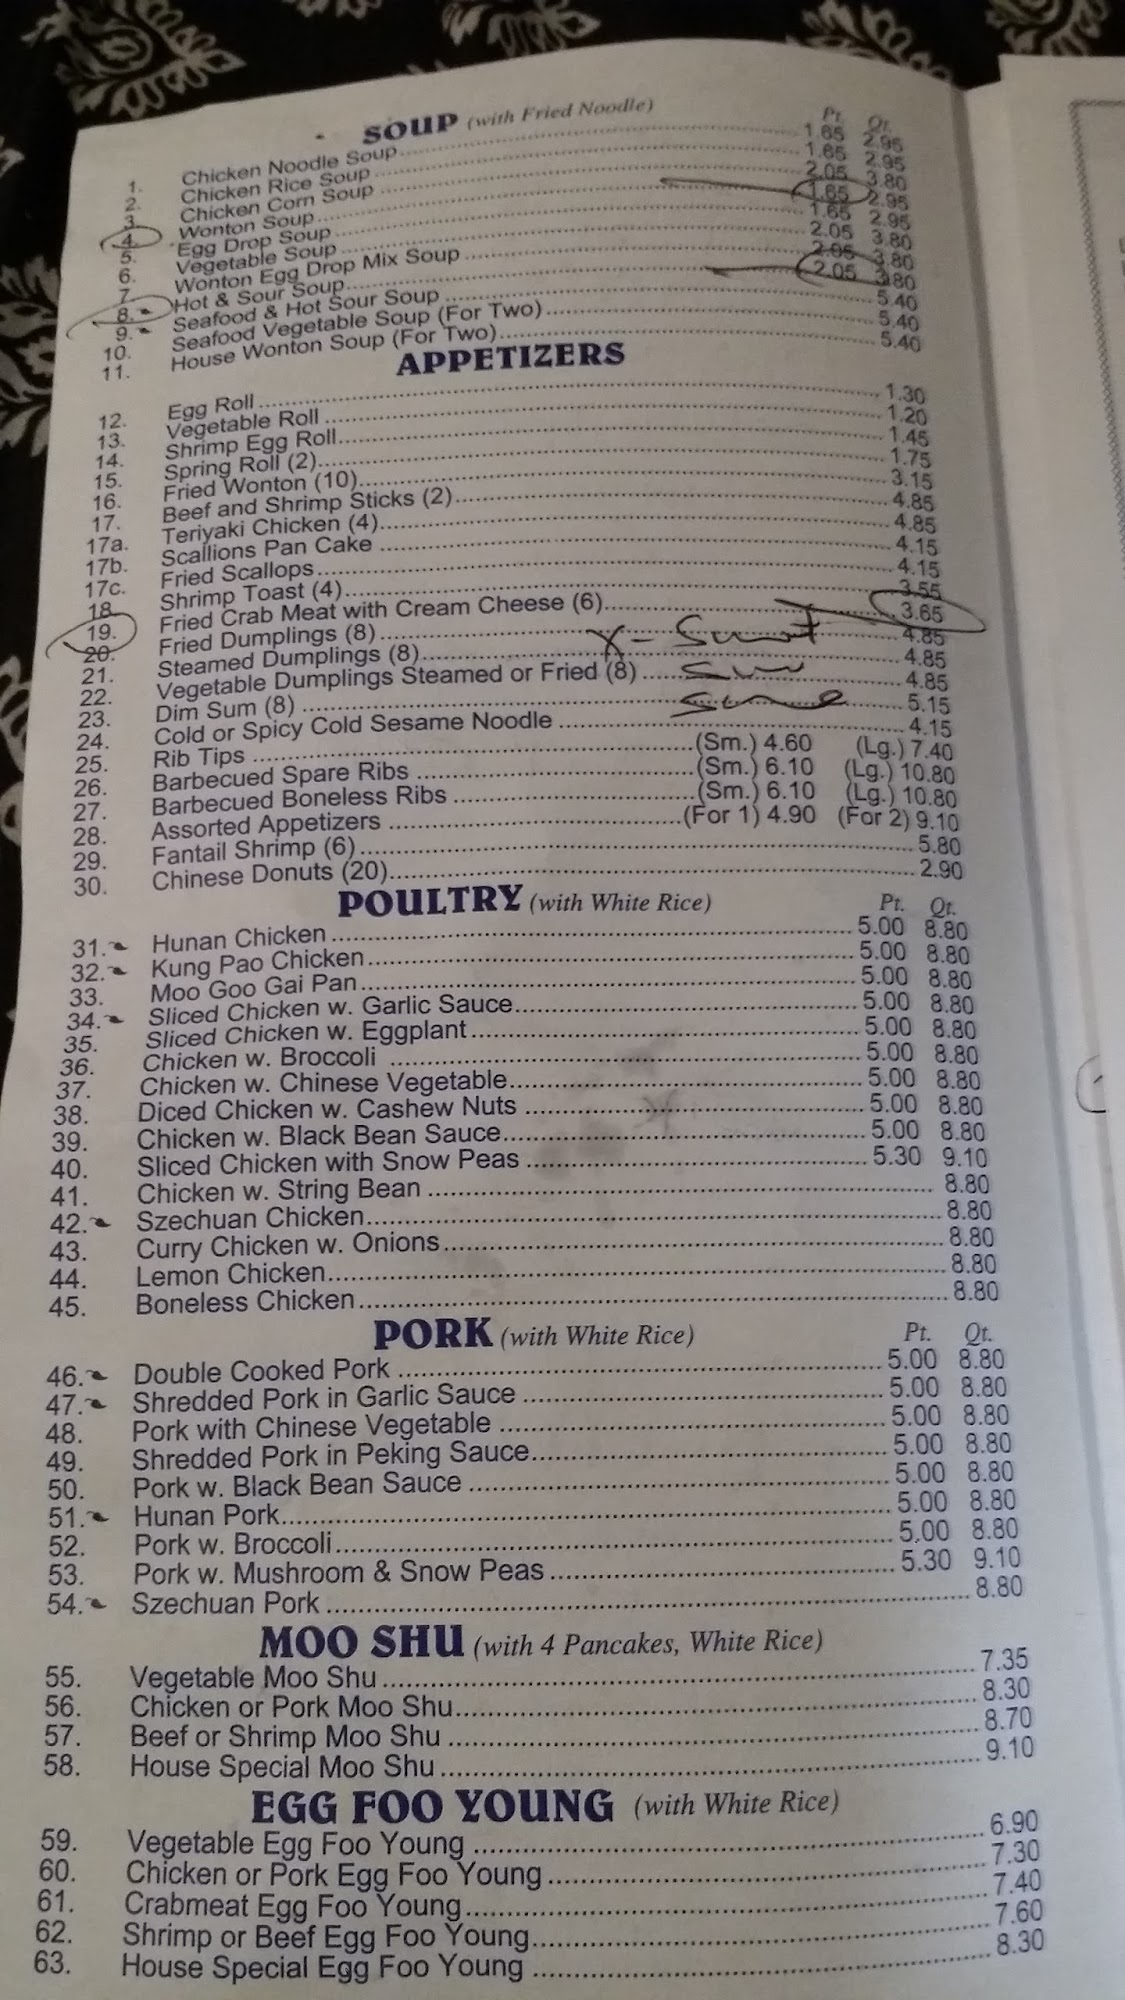 SOUP (with Fried Noodle) Pt. Qt.
1. Chicken Noodle Soup 1.65 2.95
2. Chicken Rice Soup 1.65 2.95
3. Chicken Corn Soup 2.05 3.80
4. Wonton Soup 1.65 2.95
5. Egg Drop Soup 1.65 2.95
6. Vegetable Soup 2.05 3.80
7. Wonton Egg Drop Mix Soup 2.05 3.80
8. Hot & Sour Soup 2.05 3.80
9. Seafood & Hot Sour Soup 5.40
10. Seafood Vegetable Soup (For Two) 5.40
11. House Wonton Soup (For Two) 5.40
APPETIZERS
12. Egg Roll 1.30
13. Vegetable Roll 1.20
14. Shrimp Egg Roll 1.45
15. Spring Roll (2) 1.75
16. Fried Wonton (10) 3.15
17. Beef and Shrimp Sticks (2) 4.85
17a. Teriyaki Chicken (4) 4.85
17b. Scallions Pan Cake 4.15
17c. Fried Scallops 4.15
18. Shrimp Toast (4) 3.55
19. Fried Crab Meat with Cream Cheese (6) 3.65
20. Fried Dumplings (8) 4.85
21. Steamed Dumplings (8) 4.85
22. Vegetable Dumplings Steamed or Fried (8) 4.85
23. Dim Sum (8) 5.15
24. Cold or Spicy Cold Sesame Noodle 4.15
25. Rib Tips (Sm.) 4.60 (Lg.) 7.40
26. Barbecued Spare Ribs (Sm.) 6.10 (Lg.) 10.80
27. Barbecued Boneless Ribs (Sm.) 6.10 (Lg.) 10.80
28. Assorted Appetizers (For 1) 4.90 (For 2) 9.10
29. Fantail Shrimp (6) 5.80
30. Chinese Donuts (20) 2.90
POULTRY (with White Rice) Pt. Qt.
31. Hunan Chicken 5.00 8.80
32. Kung Pao Chicken 5.00 8.80
33. Moo Goo Gai Pan 5.00 8.80
34. Sliced Chicken w. Garlic Sauce 5.00 8.80
35. Sliced Chicken w. Eggplant 5.00 8.80
36. Chicken w. Broccoli 5.00 8.80
37. Chicken w. Chinese Vegetable 5.00 8.80
38. Diced Chicken w. Cashew Nuts 5.00 8.80
39. Chicken w. Black Bean Sauce 5.00 8.80
40. Sliced Chicken with Snow Peas 5.30 9.10
41. Chicken w. String Bean 8.80
42. Szechuan Chicken 8.80
43. Curry Chicken w. Onions 8.80
44. Lemon Chicken 8.80
45. Boneless Chicken 8.80
PORK (with White Rice) Pt. Qt.
46. Double Cooked Pork 5.00 8.80
47. Shredded Pork in Garlic Sauce 5.00 8.80
48. Pork with Chinese Vegetable 5.00 8.80
49. Shredded Pork in Peking Sauce 5.00 8.80
50. Pork w. Black Bean Sauce 5.00 8.80
51. Hunan Pork 5.00 8.80
52. Pork w. Broccoli 5.00 8.80
53. Pork w. Mushroom & Snow Peas 5.30 9.10
54. Szechuan Pork 8.80
MOO SHU (with 4 Pancakes, White Rice)
55. Vegetable Moo Shu 7.35
56. Chicken or Pork Moo Shu 8.30
57. Beef or Shrimp Moo Shu 8.70
58. House Special Moo Shu 9.10
EGG FOO YOUNG (with White Rice)
59. Vegetable Egg Foo Young 6.90
60. Chicken or Pork Egg Foo Young 7.30
61. Crabmeat Egg Foo Young 7.40
62. Shrimp or Beef Egg Foo Young 7.60
63. House Special Egg Foo Young 8.30